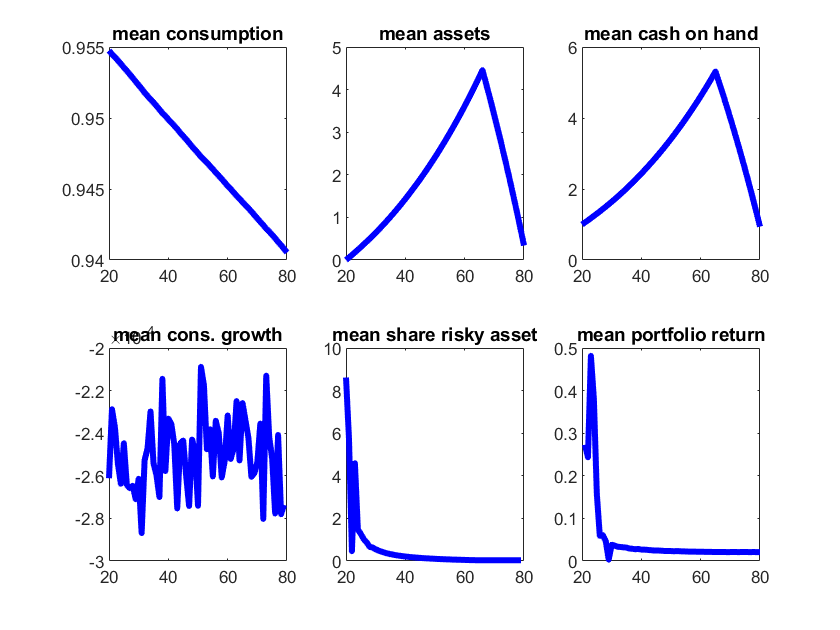 mean consumption
0.955
0.95
0.945
0.94
20 40 60 80
mean assets
5
4
3
2
1
0
20 40 60 80
mean cash on hand
6
4
2
0
20 40 60 80
mean cons. growth
×10⁻⁴
-2
-2.2
-2.4
-2.6
-2.8
-3
20 40 60 80
mean share risky asset
10
8
6
4
2
0
20 40 60 80
mean portfolio return
0.5
0.4
0.3
0.2
0.1
0
20 40 60 80